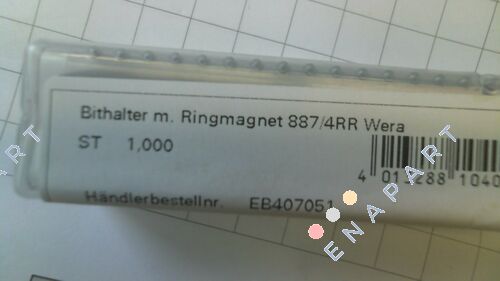 Bithalter m. Ringmagnet 887/4RR Wera
ST 1,000
Händlerbestellnr. EB407051
ENAPART